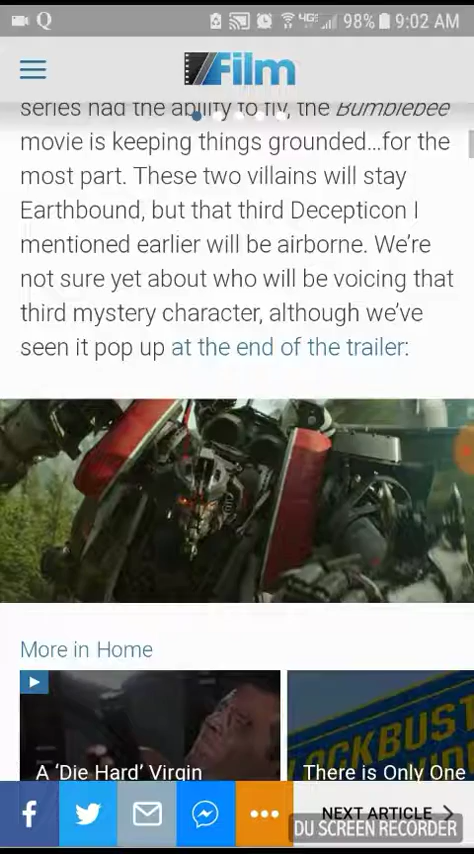 Q 4G 98% 9:02 AM
/Film
series had the ability to fly, the Bumblebee
movie is keeping things grounded...for the
most part. These two villains will stay
Earthbound, but that third Decepticon I
mentioned earlier will be airborne. We're
not sure yet about who will be voicing that
third mystery character, although we've
seen it pop up at the end of the trailer:
More in Home
A 'Die Hard' Virgin
BLOCKBUST
There is Only One
NEXT ARTICLE
DU SCREEN RECORDER